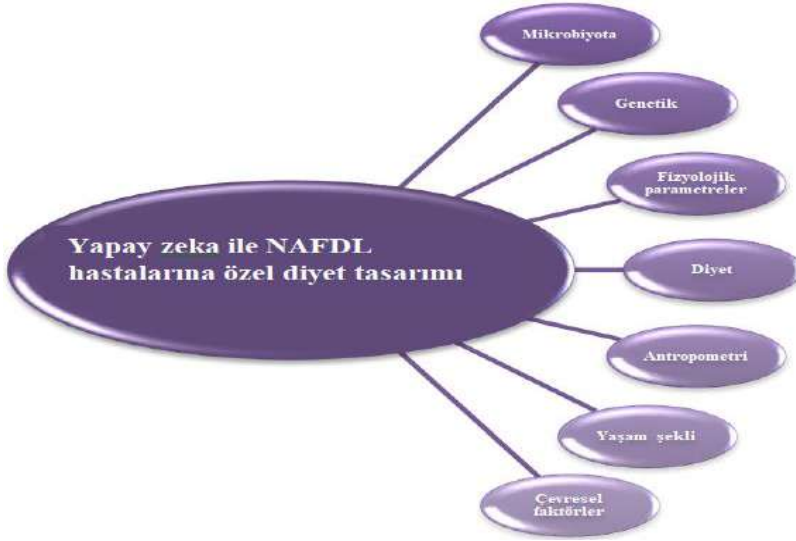 Mikrobiyota
Genetik
Fizyolojik
parametreler
Yapay zeka ile NAFDL
hastalarına özel diyet tasarımı
Diyet
Antropometri
Yaşam şekli
Çevresel
faktörler